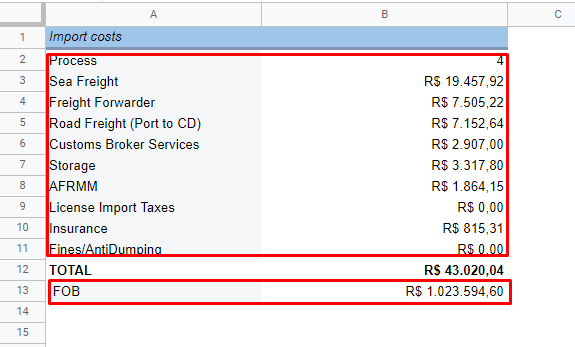 A B C
1 Import costs
2 Process 4
3 Sea Freight R$ 19.457,92
4 Freight Forwarder R$ 7.505,22
5 Road Freight (Port to CD) R$ 7.152,64
6 Customs Broker Services R$ 2.907,00
7 Storage R$ 3.317,80
8 AFRMM R$ 1.864,15
9 License Import Taxes R$ 0,00
10 Insurance R$ 815,31
11 Fines/AntiDumping R$ 0,00
12 TOTAL R$ 43.020,04
13 FOB R$ 1.023.594,60
14
15